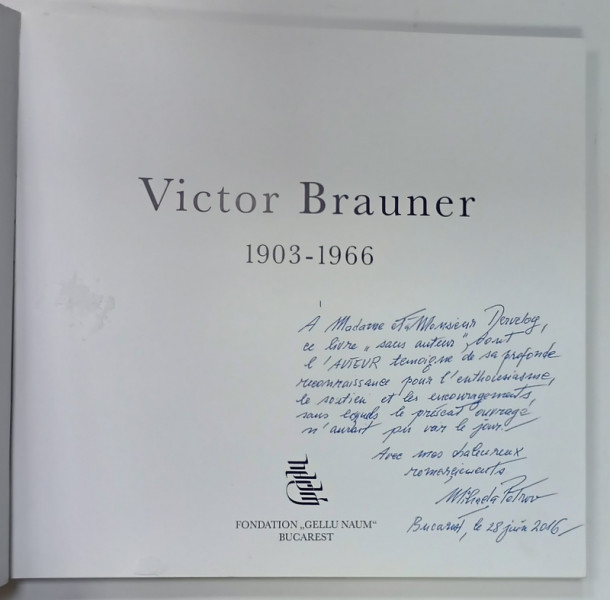 Victor Brauner
1903-1966
A Madame et à Monsieur
ce livre „sans auteur”, dont
l'AUTEUR temoigne de sa profonde
reconnaissance pour l'enthousiasme,
le soutien et les encouragements,
sans lequels le présent ouvrage
n'aurait pu voir le jour.
Avec mes chaleureux
remerciements
Mihaela Petrov
Bucarest, le 28 juin 2016
FONDATION „GELLU NAUM“
BUCAREST